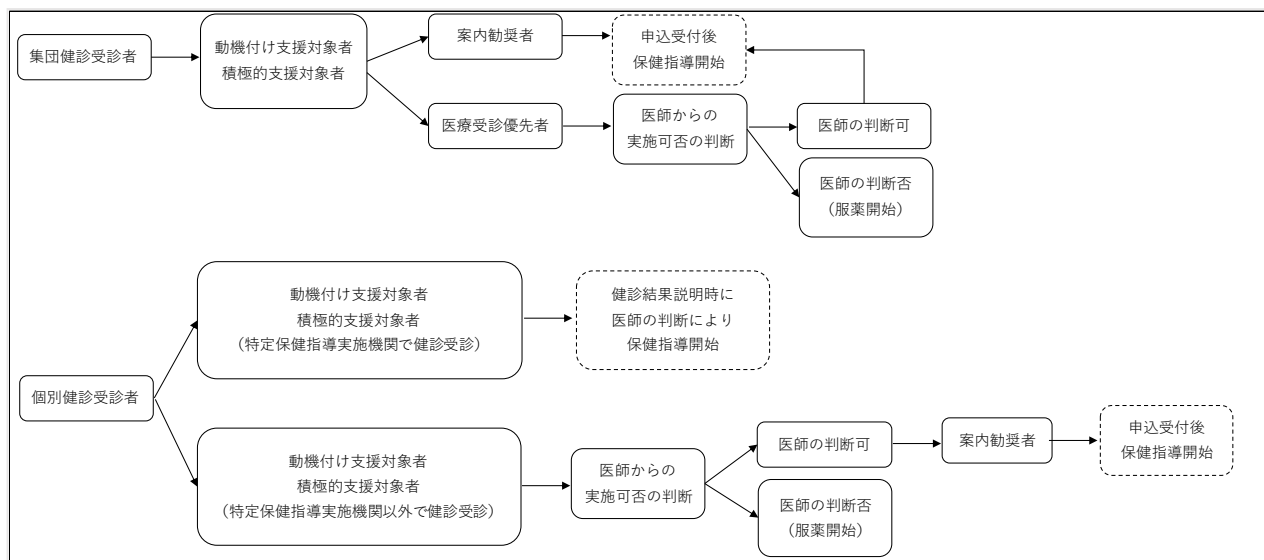 集団健診受診者
動機付け支援対象者
積極的支援対象者
案内勧奨者
申込受付後
保健指導開始
医療受診優先者
医師からの
実施可否の判断
医師の判断可
医師の判断否
（服薬開始）
個別健診受診者
動機付け支援対象者
積極的支援対象者
（特定保健指導実施機関で健診受診）
健診結果説明時に
医師の判断により
保健指導開始
動機付け支援対象者
積極的支援対象者
（特定保健指導実施機関以外で健診受診）
医師からの
実施可否の判断
医師の判断可
案内勧奨者
申込受付後
保健指導開始
医師の判断否
（服薬開始）